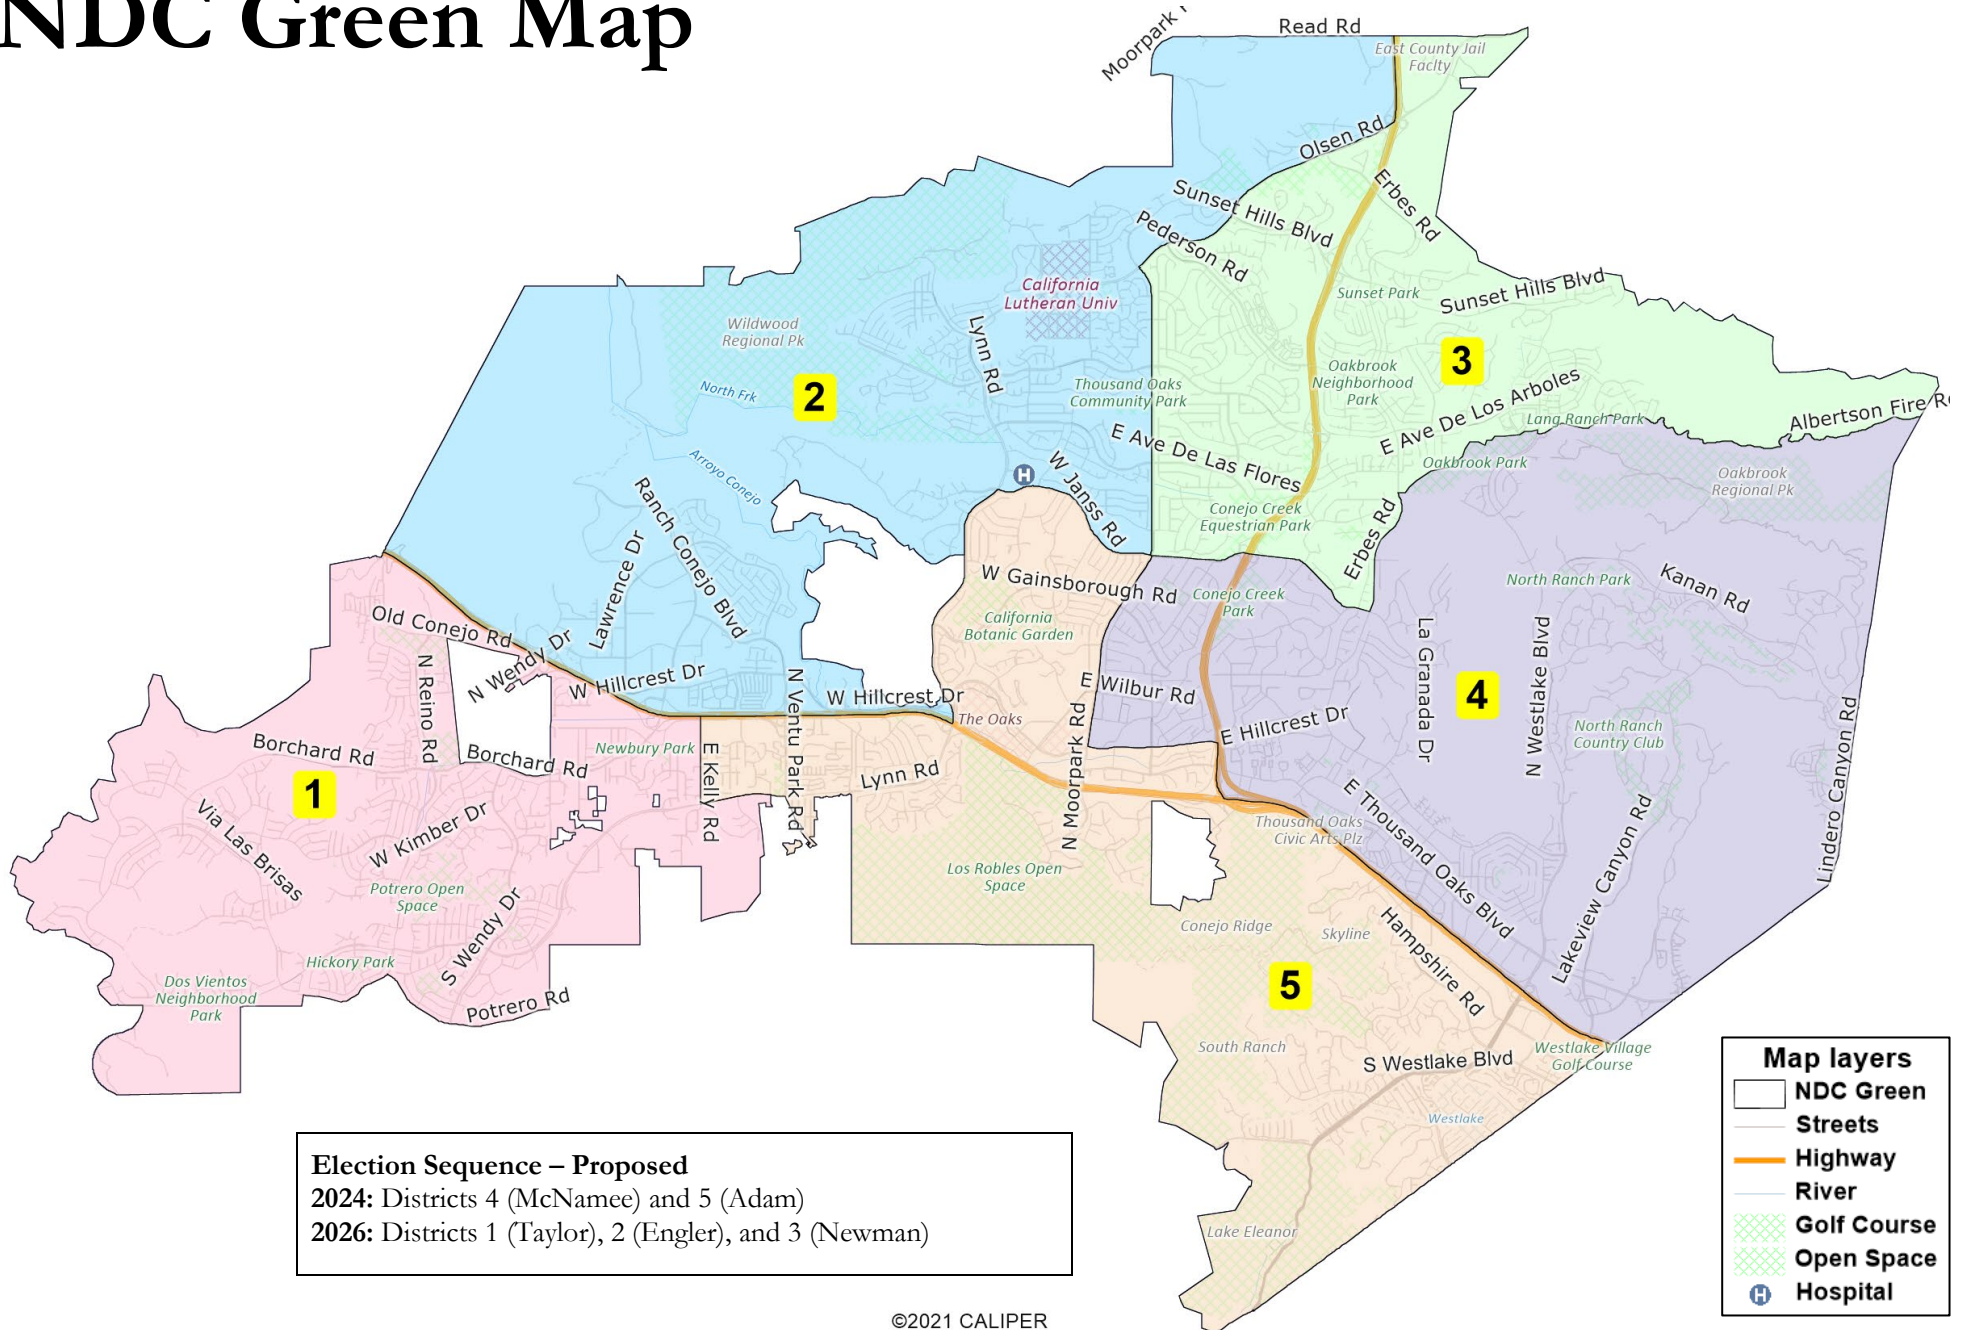 NDC Green Map
Moorpark
Read Rd
East County Jail
Faclty
Olsen Rd
Erbes Rd
Sunset Hills Blvd
Pederson Rd
California
Lutheran Univ
Sunset Park
Sunset Hills Blvd
Wildwood
Regional Pk
Lynn Rd
3
Oakbrook
Neighborhood
Park
2
North Frk
Thousand Oaks
Community Park
E Ave De Los Arboles
Lang Ranch Park
Albertson Fire
E Ave De Las Flores
Oakbrook Park
Oakbrook
Regional Pk
H
W Janss Rd
Arroyo Conejo
Ranch Conejo Blvd
Conejo Creek
Equestrian Park
Erbes Rd
Lawrence Dr
W Gainsborough Rd
Conejo Creek
Park
North Ranch Park
Kanan Rd
Old Conejo Rd
N Wendy Dr
California
Botanic Garden
La Granada Dr
N Westlake Blvd
N Reino Rd
W Hillcrest Dr
N Ventu Park Rd
W Hillcrest Dr
E Wilbur Rd
4
The Oaks
E Hillcrest Dr
North Ranch
Country Club
Lindero Canyon Rd
Borchard Rd
Borchard Rd
Newbury Park
E Kelly Rd
Lynn Rd
N Moorpark Rd
1
Via Las Brisas
W Kimber Dr
Thousand Oaks
Civic Arts Plz
E Thousand Oaks Blvd
Lakeview Canyon Rd
Potrero Open
Space
Los Robles Open
Space
S Wendy Dr
Conejo Ridge
Skyline
Hampshire Rd
Hickory Park
Dos Vientos
Neighborhood
Park
Potrero Rd
5
South Ranch
S Westlake Blvd
Westlake Village
Golf Course
Westlake
Lake Eleanor
Election Sequence – Proposed
2024: Districts 4 (McNamee) and 5 (Adam)
2026: Districts 1 (Taylor), 2 (Engler), and 3 (Newman)
Map layers
NDC Green
Streets
Highway
River
Golf Course
Open Space
H Hospital
©2021 CALIPER